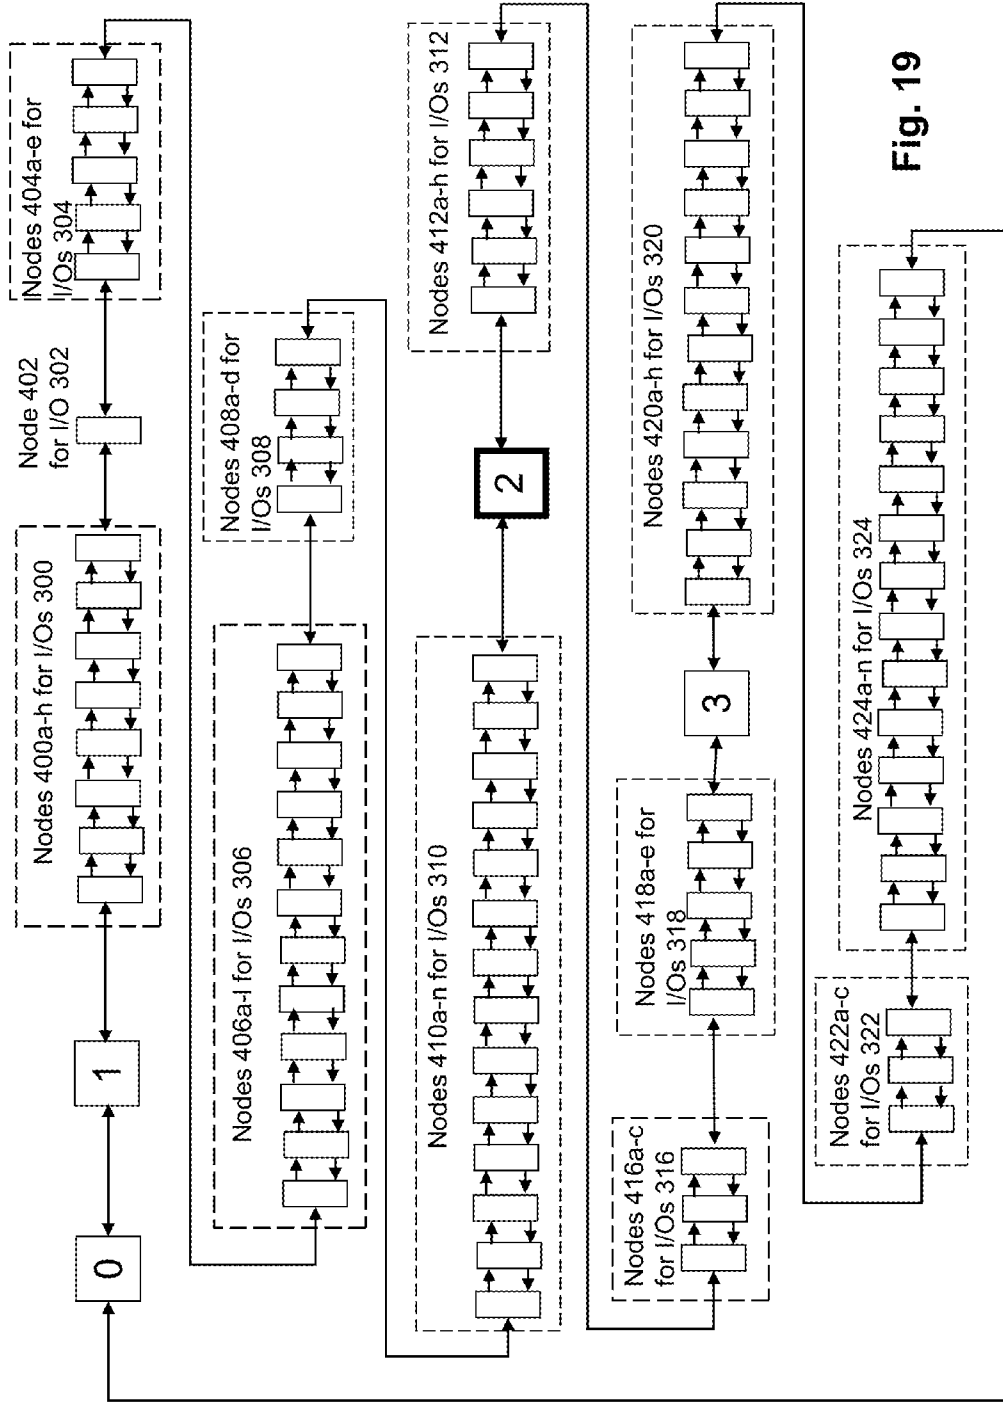 0
1
Nodes 400a-h for I/Os 300
Node 402
for I/O 302
Nodes 404a-e for
I/Os 304
Nodes 406a-l for I/Os 306
Nodes 408a-d for
I/Os 308
Nodes 410a-n for I/Os 310
2
Nodes 412a-h for I/Os 312
Nodes 416a-c
for I/Os 316
Nodes 418a-e for
I/Os 318
3
Nodes 420a-h for I/Os 320
Nodes 422a-c
for I/Os 322
Nodes 424a-n for I/Os 324
Fig. 19